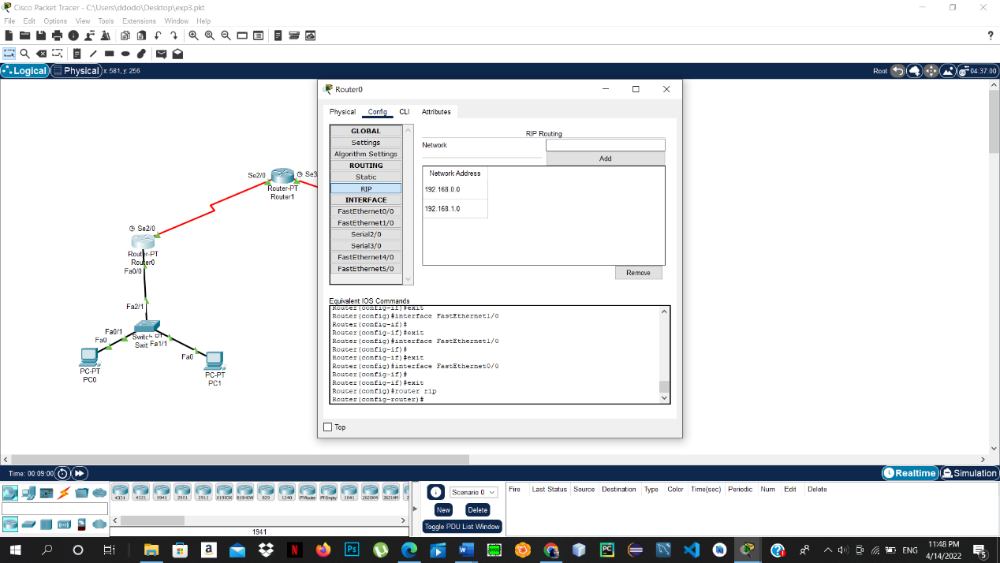 Cisco Packet Tracer - C:\Users\ddodo\Desktop\exp3.pkt
File Edit Options View Tools Extensions Window Help
?
Logical Physical x: 581, y: 256
Root 04:37:00
Se2/0 Se3
Router-PT
Router1
Se2/0
Router-PT
Router0
Fa0/0
Fa2/1
Fa0/1
Fa0
Fa1/1
Fa0
PC-PT
PC0
PC-PT
PC1
Router0
Physical Config CLI Attributes
GLOBAL
Settings
Algorithm Settings
ROUTING
Static
RIP
INTERFACE
FastEthernet0/0
FastEthernet1/0
Serial2/0
Serial3/0
FastEthernet4/0
FastEthernet5/0
RIP Routing
Network
Add
Network Address
192.168.0.0
192.168.1.0
Remove
Equivalent IOS Commands
Router(config-if)#exit
Router(config)#interface FastEthernet1/0
Router(config-if)#
Router(config-if)#exit
Router(config)#interface FastEthernet1/0
Router(config-if)#
Router(config-if)#exit
Router(config)#interface FastEthernet0/0
Router(config-if)#
Router(config-if)#exit
Router(config)#router rip
Router(config-router)#
Top
Time: 00:09:00
Realtime Simulation
4331 4321 1941 2901 2911 819IOX 819HGW 829 1240 PT-Router PT-Empty 1841 2620XM 2621XM
1941
Scenario 0
New Delete
Toggle PDU List Window
Fire Last Status Source Destination Type Color Time(sec) Periodic Num Edit Delete
ENG
11:48 PM
4/14/2022
5